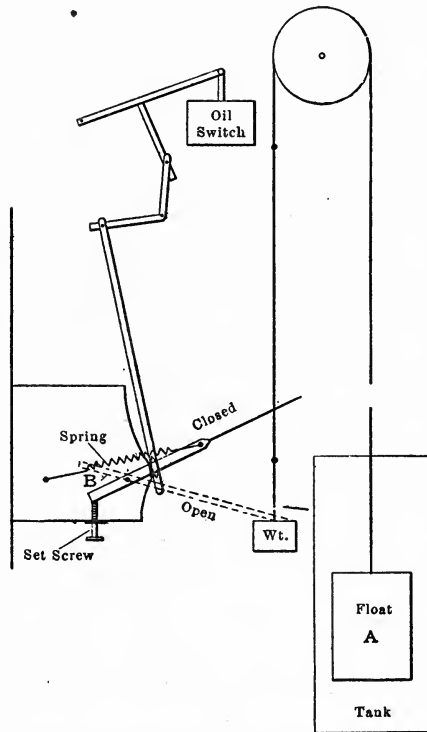 Oil
Switch
Closed
Spring
B
Open
Set Screw
Wt.
Float
A
Tank